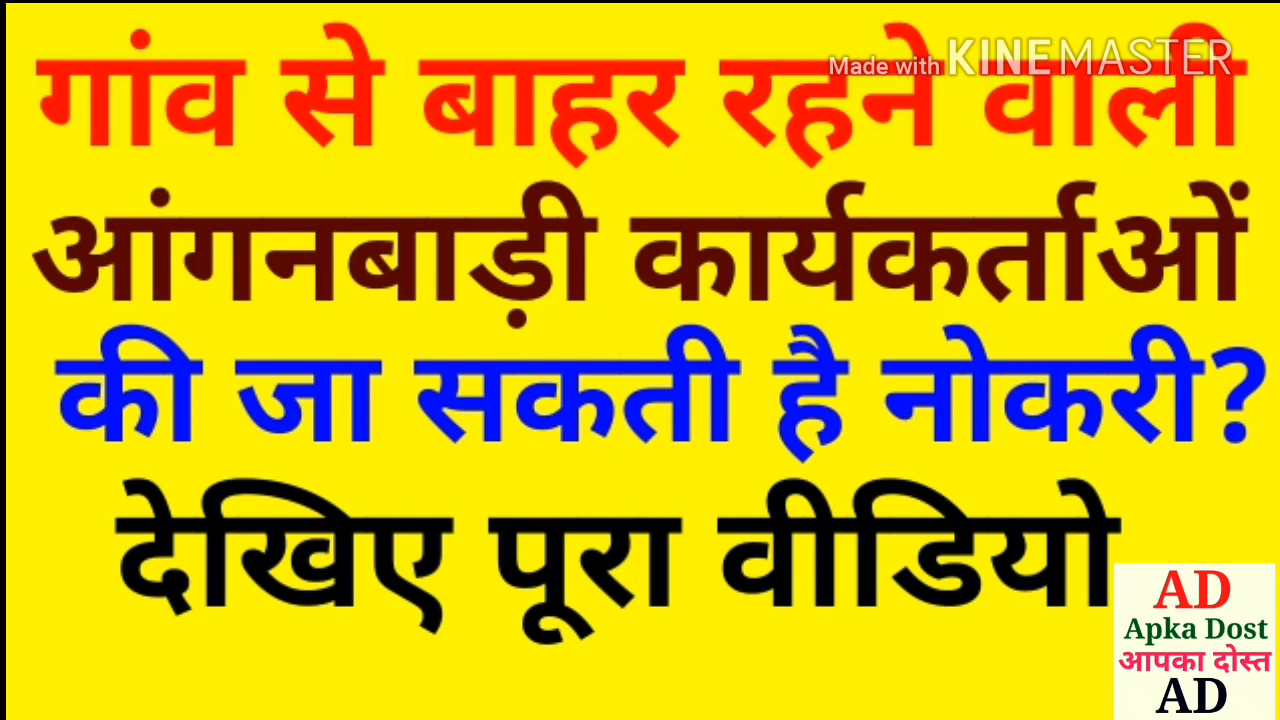 Made with KINEMASTER
गांव से बाहर रहने वाली
आंगनबाड़ी कार्यकर्ताओं
की जा सकती है नोकरी?
देखिए पूरा वीडियो
AD
Apka Dost
आपका दोस्त
AD